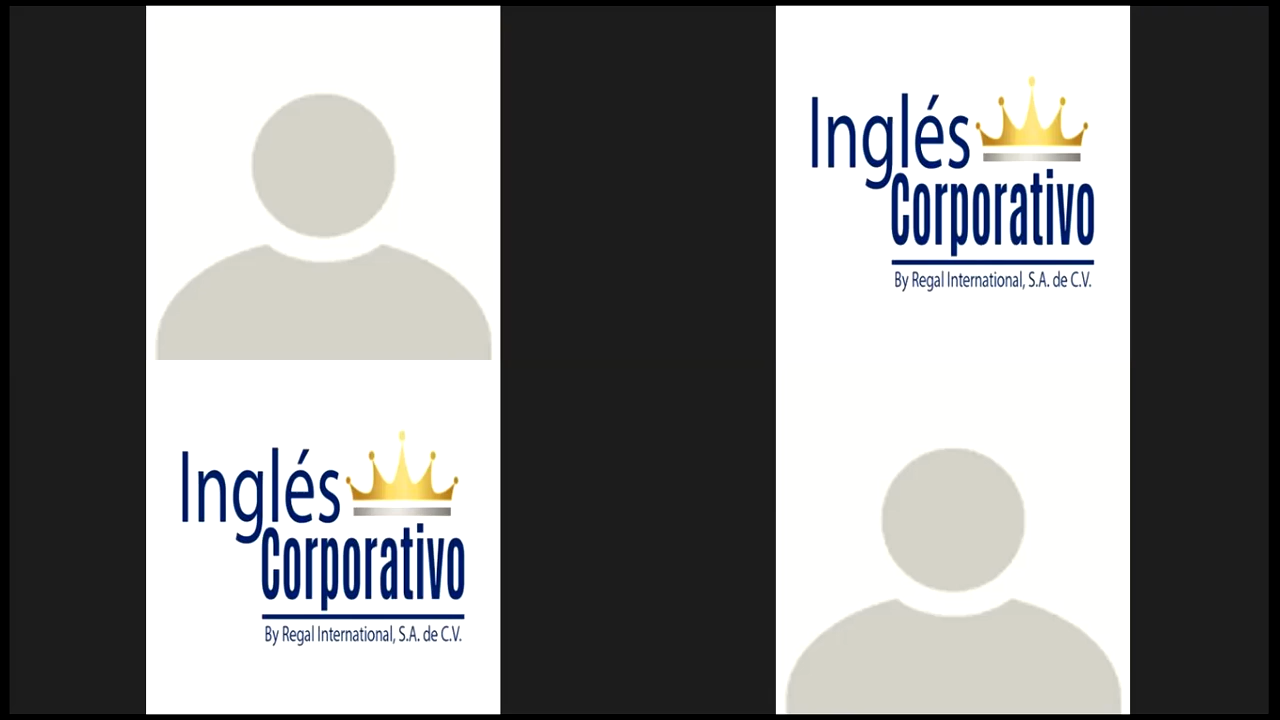 Inglés
Corporativo
By Regal International, S.A. de C.V.
Inglés
Corporativo
By Regal International, S.A. de C.V.